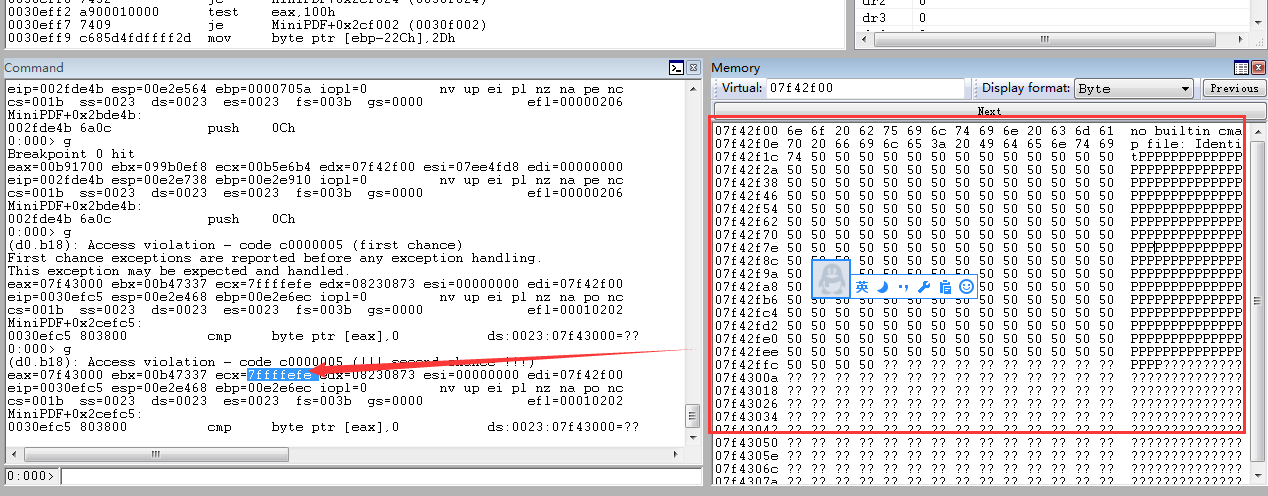 0030eff2 a900010000 test eax,100h
0030eff7 7409 je MiniPDF+0x2cf002 (0030f002)
0030eff9 c685d4fdffff2d mov byte ptr [ebp-22Ch],2Dh
dr2 0
dr3 0
Command
eip=002fde4b esp=00e2e564 ebp=0000705a iopl=0 nv up ei pl nz na pe nc
cs=001b ss=0023 ds=0023 es=0023 fs=003b gs=0000 efl=00000206
MiniPDF+0x2bde4b:
002fde4b 6a0c push 0Ch
0:000> g
Breakpoint 0 hit
eax=00b91700 ebx=099b0ef8 ecx=00b5e6b4 edx=07f42f00 esi=07ee4fd8 edi=00000000
eip=002fde4b esp=00e2e738 ebp=00e2e910 iopl=0 nv up ei pl nz na pe nc
cs=001b ss=0023 ds=0023 es=0023 fs=003b gs=0000 efl=00000206
MiniPDF+0x2bde4b:
002fde4b 6a0c push 0Ch
0:000> g
(d0.b18): Access violation - code c0000005 (first chance)
First chance exceptions are reported before any exception handling.
This exception may be expected and handled.
eax=07f43000 ebx=00b47337 ecx=7ffffefe edx=08230873 esi=00000000 edi=07f42f00
eip=0030efc5 esp=00e2e468 ebp=00e2e6ec iopl=0 nv up ei pl nz na po nc
cs=001b ss=0023 ds=0023 es=0023 fs=003b gs=0000 efl=00010202
MiniPDF+0x2cefc5:
0030efc5 803800 cmp byte ptr [eax],0 ds:0023:07f43000=??
0:000> g
(d0.b18): Access violation - code c0000005 (!!! second chance !!!)
eax=07f43000 ebx=00b47337 ecx=7ffffefe edx=08230873 esi=00000000 edi=07f42f00
eip=0030efc5 esp=00e2e468 ebp=00e2e6ec iopl=0 nv up ei pl nz na po nc
cs=001b ss=0023 ds=0023 es=0023 fs=003b gs=0000 efl=00010202
MiniPDF+0x2cefc5:
0030efc5 803800 cmp byte ptr [eax],0 ds:0023:07f43000=??
0:000>
Memory
Virtual: 07f42f00 Display format: Byte Previous
Next
07f42f00 6e 6f 20 62 75 69 6c 74 69 6e 20 63 6d 61 no builtin cma
07f42f0e 70 20 66 69 6c 65 3a 20 49 64 65 6e 74 69 p file: Identi
07f42f1c 74 50 50 50 50 50 50 50 50 50 50 50 50 50 tPPPPPPPPPPPPP
07f42f2a 50 50 50 50 50 50 50 50 50 50 50 50 50 50 PPPPPPPPPPPPPP
07f42f38 50 50 50 50 50 50 50 50 50 50 50 50 50 50 PPPPPPPPPPPPPP
07f42f46 50 50 50 50 50 50 50 50 50 50 50 50 50 50 PPPPPPPPPPPPPP
07f42f54 50 50 50 50 50 50 50 50 50 50 50 50 50 50 PPPPPPPPPPPPPP
07f42f62 50 50 50 50 50 50 50 50 50 50 50 50 50 50 PPPPPPPPPPPPPP
07f42f70 50 50 50 50 50 50 50 50 50 50 50 50 50 50 PPPPPPPPPPPPPP
07f42f7e 50 50 50 50 50 50 50 50 50 50 50 50 50 50 PPPPPPPPPPPPPP
07f42f8c 50 50 50 50 50 50 50 50 50 50 50 50 50 50 PPPPPPPPPPPPPP
07f42f9a 50 50 50 50 50 50 50 50 50 50 50 PPPPPPPPPPPPPP
英
07f42fa8 50 50 50 50 50 50 PPPPPPPPPPPPPP
07f42fb6 50 50 50 50 50 50 50 50 50 50 50 50 50 50 PPPPPPPPPPPPPP
07f42fc4 50 50 50 50 50 50 50 50 50 50 50 50 50 50 PPPPPPPPPPPPPP
07f42fd2 50 50 50 50 50 50 50 50 50 50 50 50 50 50 PPPPPPPPPPPPPP
07f42fe0 50 50 50 50 50 50 50 50 50 50 50 50 50 50 PPPPPPPPPPPPPP
07f42fee 50 50 50 50 50 50 50 50 50 50 50 50 50 50 PPPPPPPPPPPPPP
07f42ffc 50 50 50 50 ?? ?? ?? ?? ?? ?? ?? ?? ?? ?? PPPP??????????
07f4300a ?? ?? ?? ?? ?? ?? ?? ?? ?? ?? ?? ?? ?? ?? ??????????????
07f43018 ?? ?? ?? ?? ?? ?? ?? ?? ?? ?? ?? ?? ?? ?? ??????????????
07f43026 ?? ?? ?? ?? ?? ?? ?? ?? ?? ?? ?? ?? ?? ?? ??????????????
07f43034 ?? ?? ?? ?? ?? ?? ?? ?? ?? ?? ?? ?? ?? ?? ??????????????
07f43042 ?? ?? ?? ?? ?? ?? ?? ?? ?? ?? ?? ?? ?? ?? ??????????????
07f43050 ?? ?? ?? ?? ?? ?? ?? ?? ?? ?? ?? ?? ?? ?? ??????????????
07f4305e ?? ?? ?? ?? ?? ?? ?? ?? ?? ?? ?? ?? ?? ?? ??????????????
07f4306c ?? ?? ?? ?? ?? ?? ?? ?? ?? ?? ?? ?? ?? ?? ??????????????
07f4307a ?? ?? ?? ?? ?? ?? ?? ?? ?? ?? ?? ?? ?? ?? ??????????????